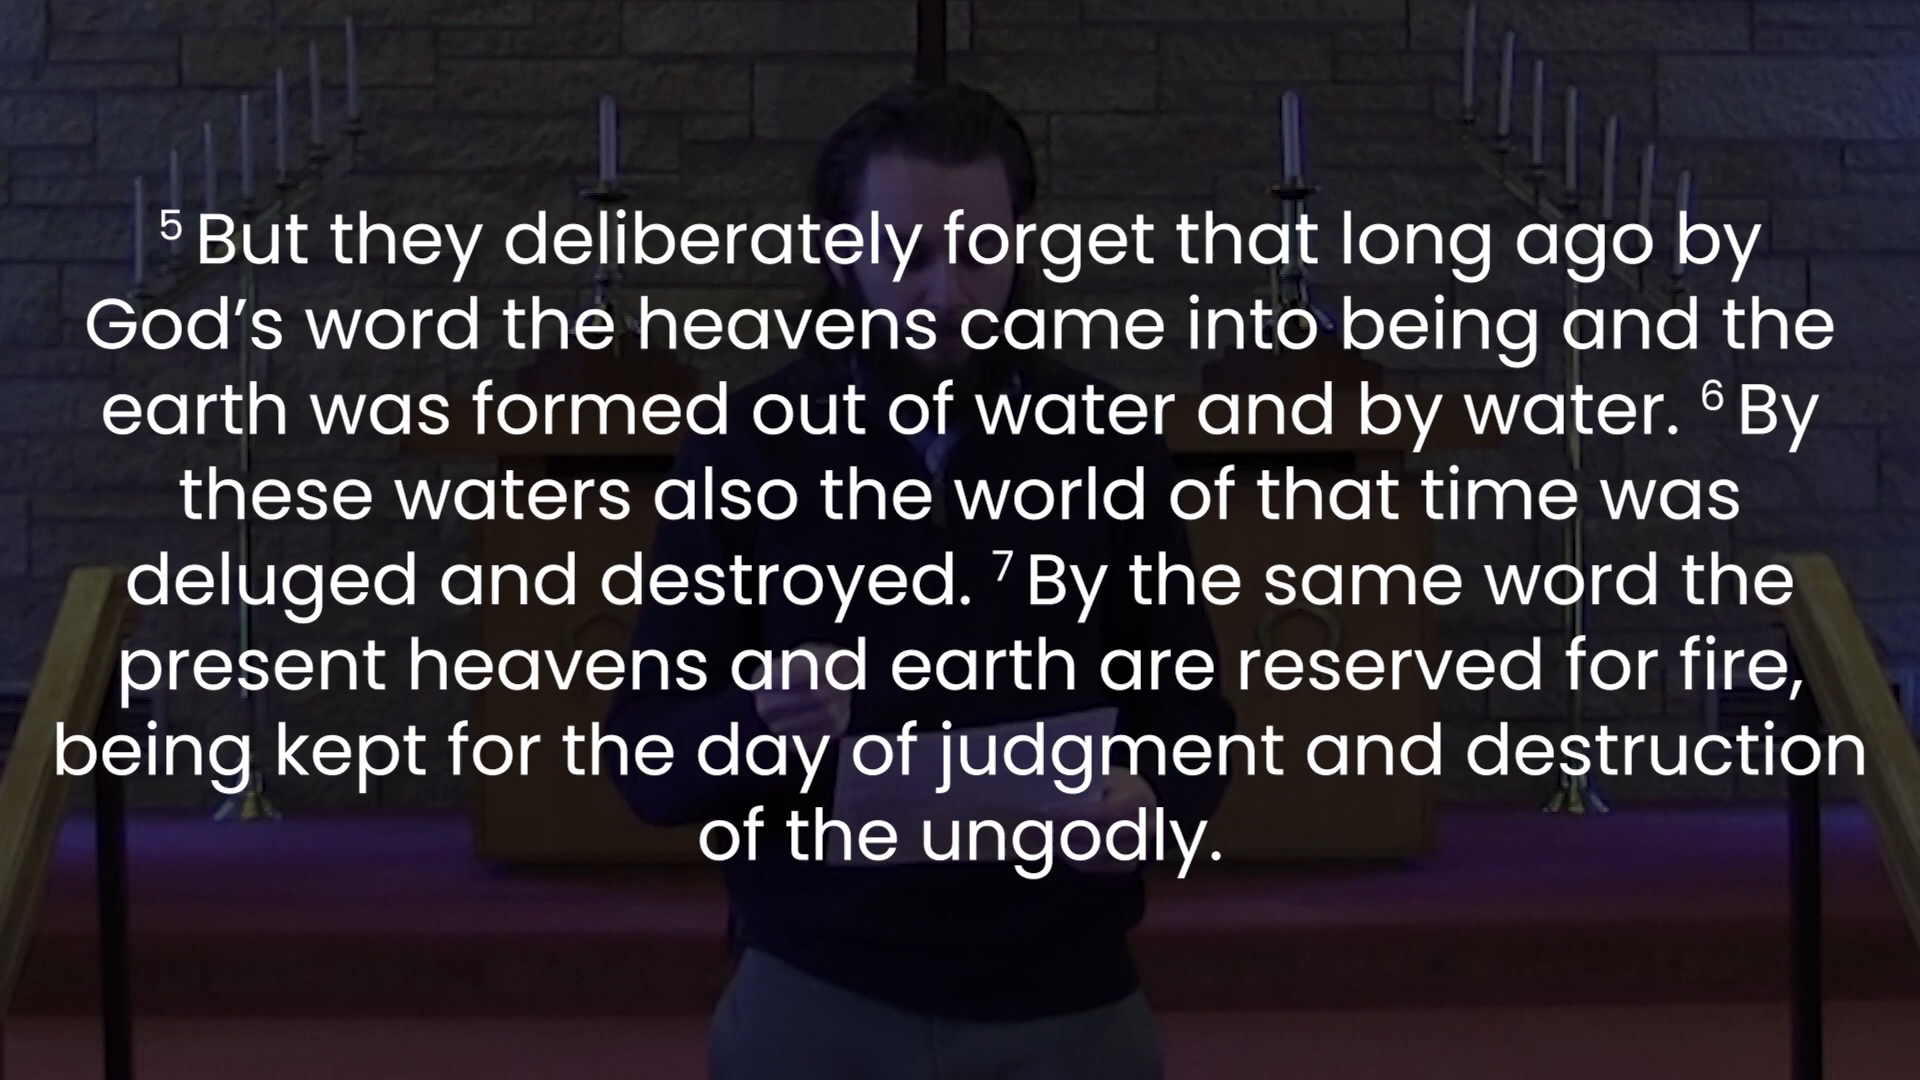 ⁵ But they deliberately forget that long ago by
God’s word the heavens came into being and the
earth was formed out of water and by water. ⁶ By
these waters also the world of that time was
deluged and destroyed. ⁷ By the same word the
present heavens and earth are reserved for fire,
being kept for the day of judgment and destruction
of the ungodly.